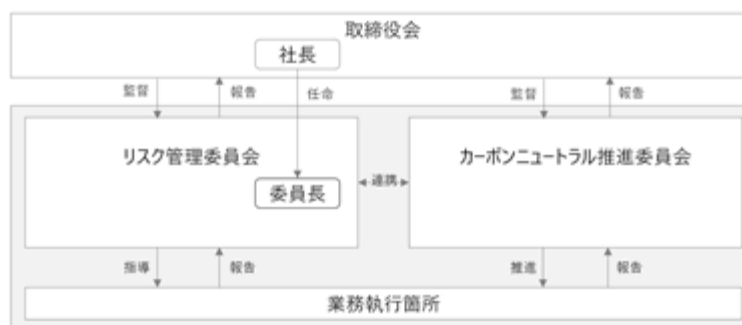 取締役会
社長
監督
報告
任命
監督
報告
リスク管理委員会
カーボンニュートラル推進委員会
委員長
連携
指導
報告
推進
報告
業務執行箇所